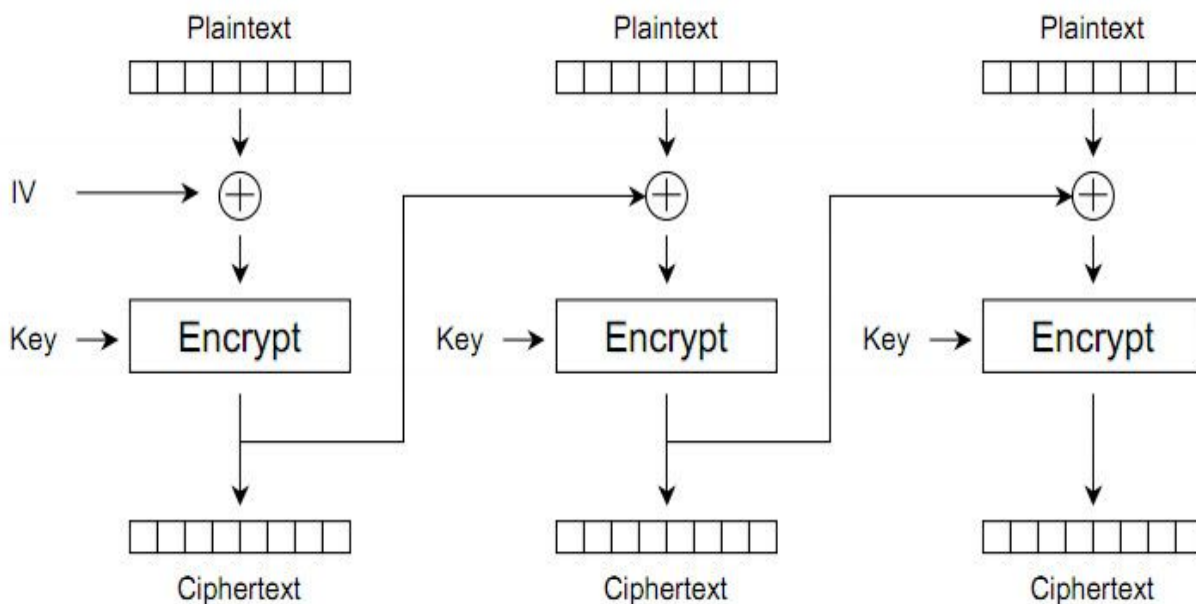 Plaintext Plaintext Plaintext
IV
Key Encrypt Key Encrypt Key Encrypt
Ciphertext Ciphertext Ciphertext